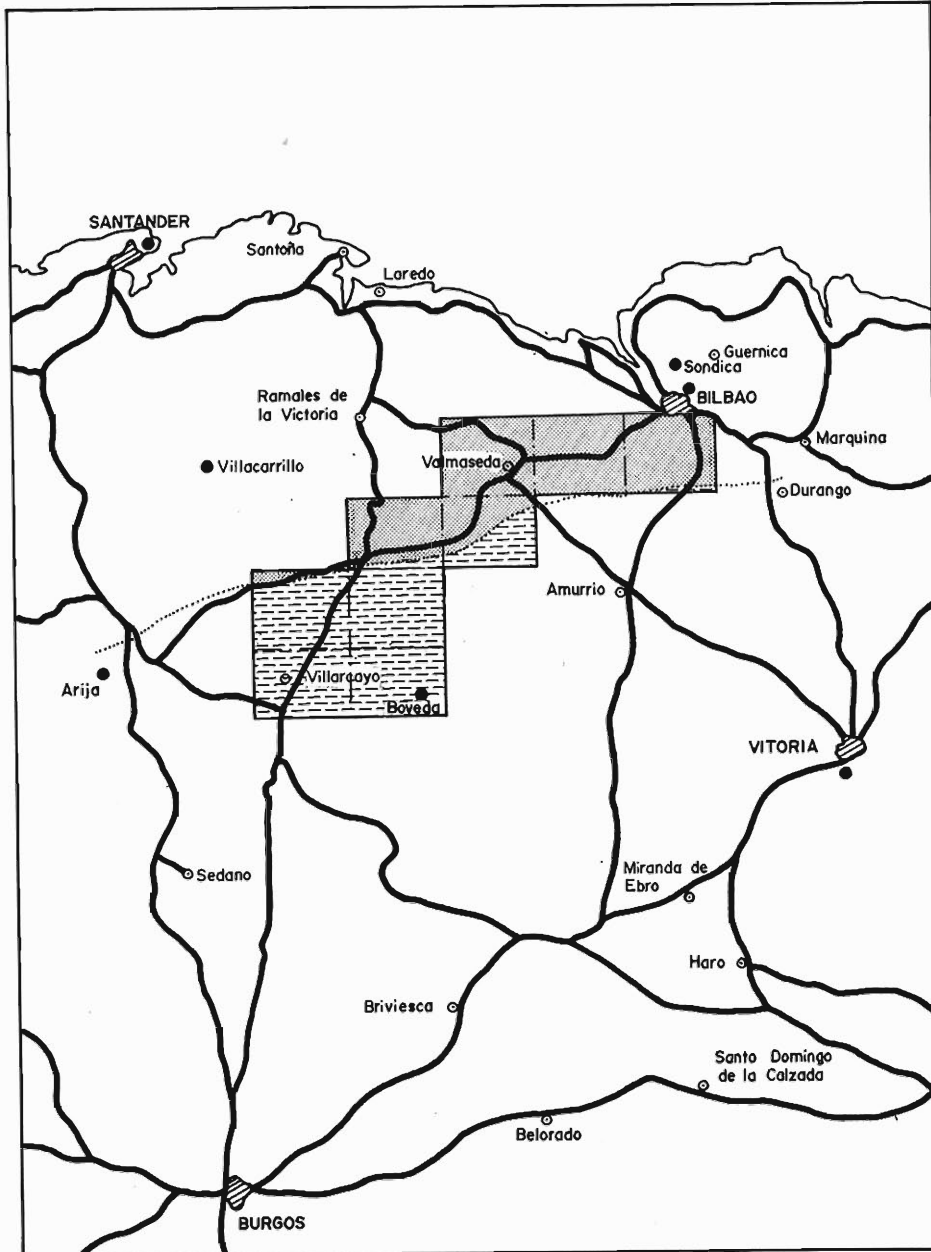 SANTANDER
Santoña
Laredo
Guernica
Sondica
BILBAO
Ramales de
la Victoria
Marquina
Valmaseda
Villacarrillo
Durango
Amurrio
Villarcayo
Arija
Boveda
VITORIA
Miranda de
Ebro
Sedano
Haro
Briviesca
Santo Domingo
de la Calzada
Belorado
BURGOS